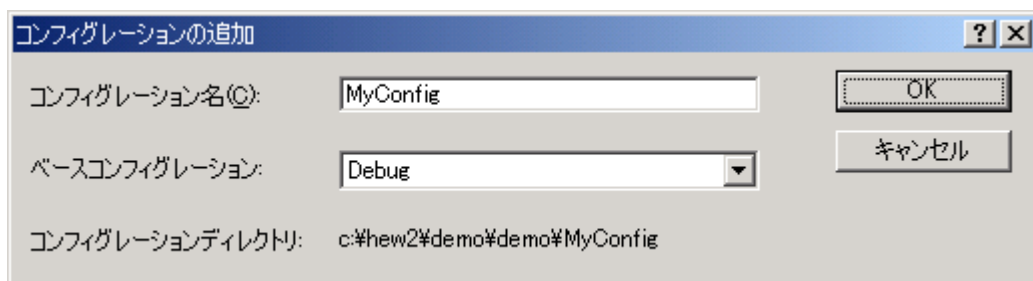 コンフィグレーションの追加
? ×
コンフィグレーション名(C): MyConfig OK
ベースコンフィグレーション: Debug キャンセル
コンフィグレーションディレクトリ: c:¥hew2¥demo¥demo¥MyConfig